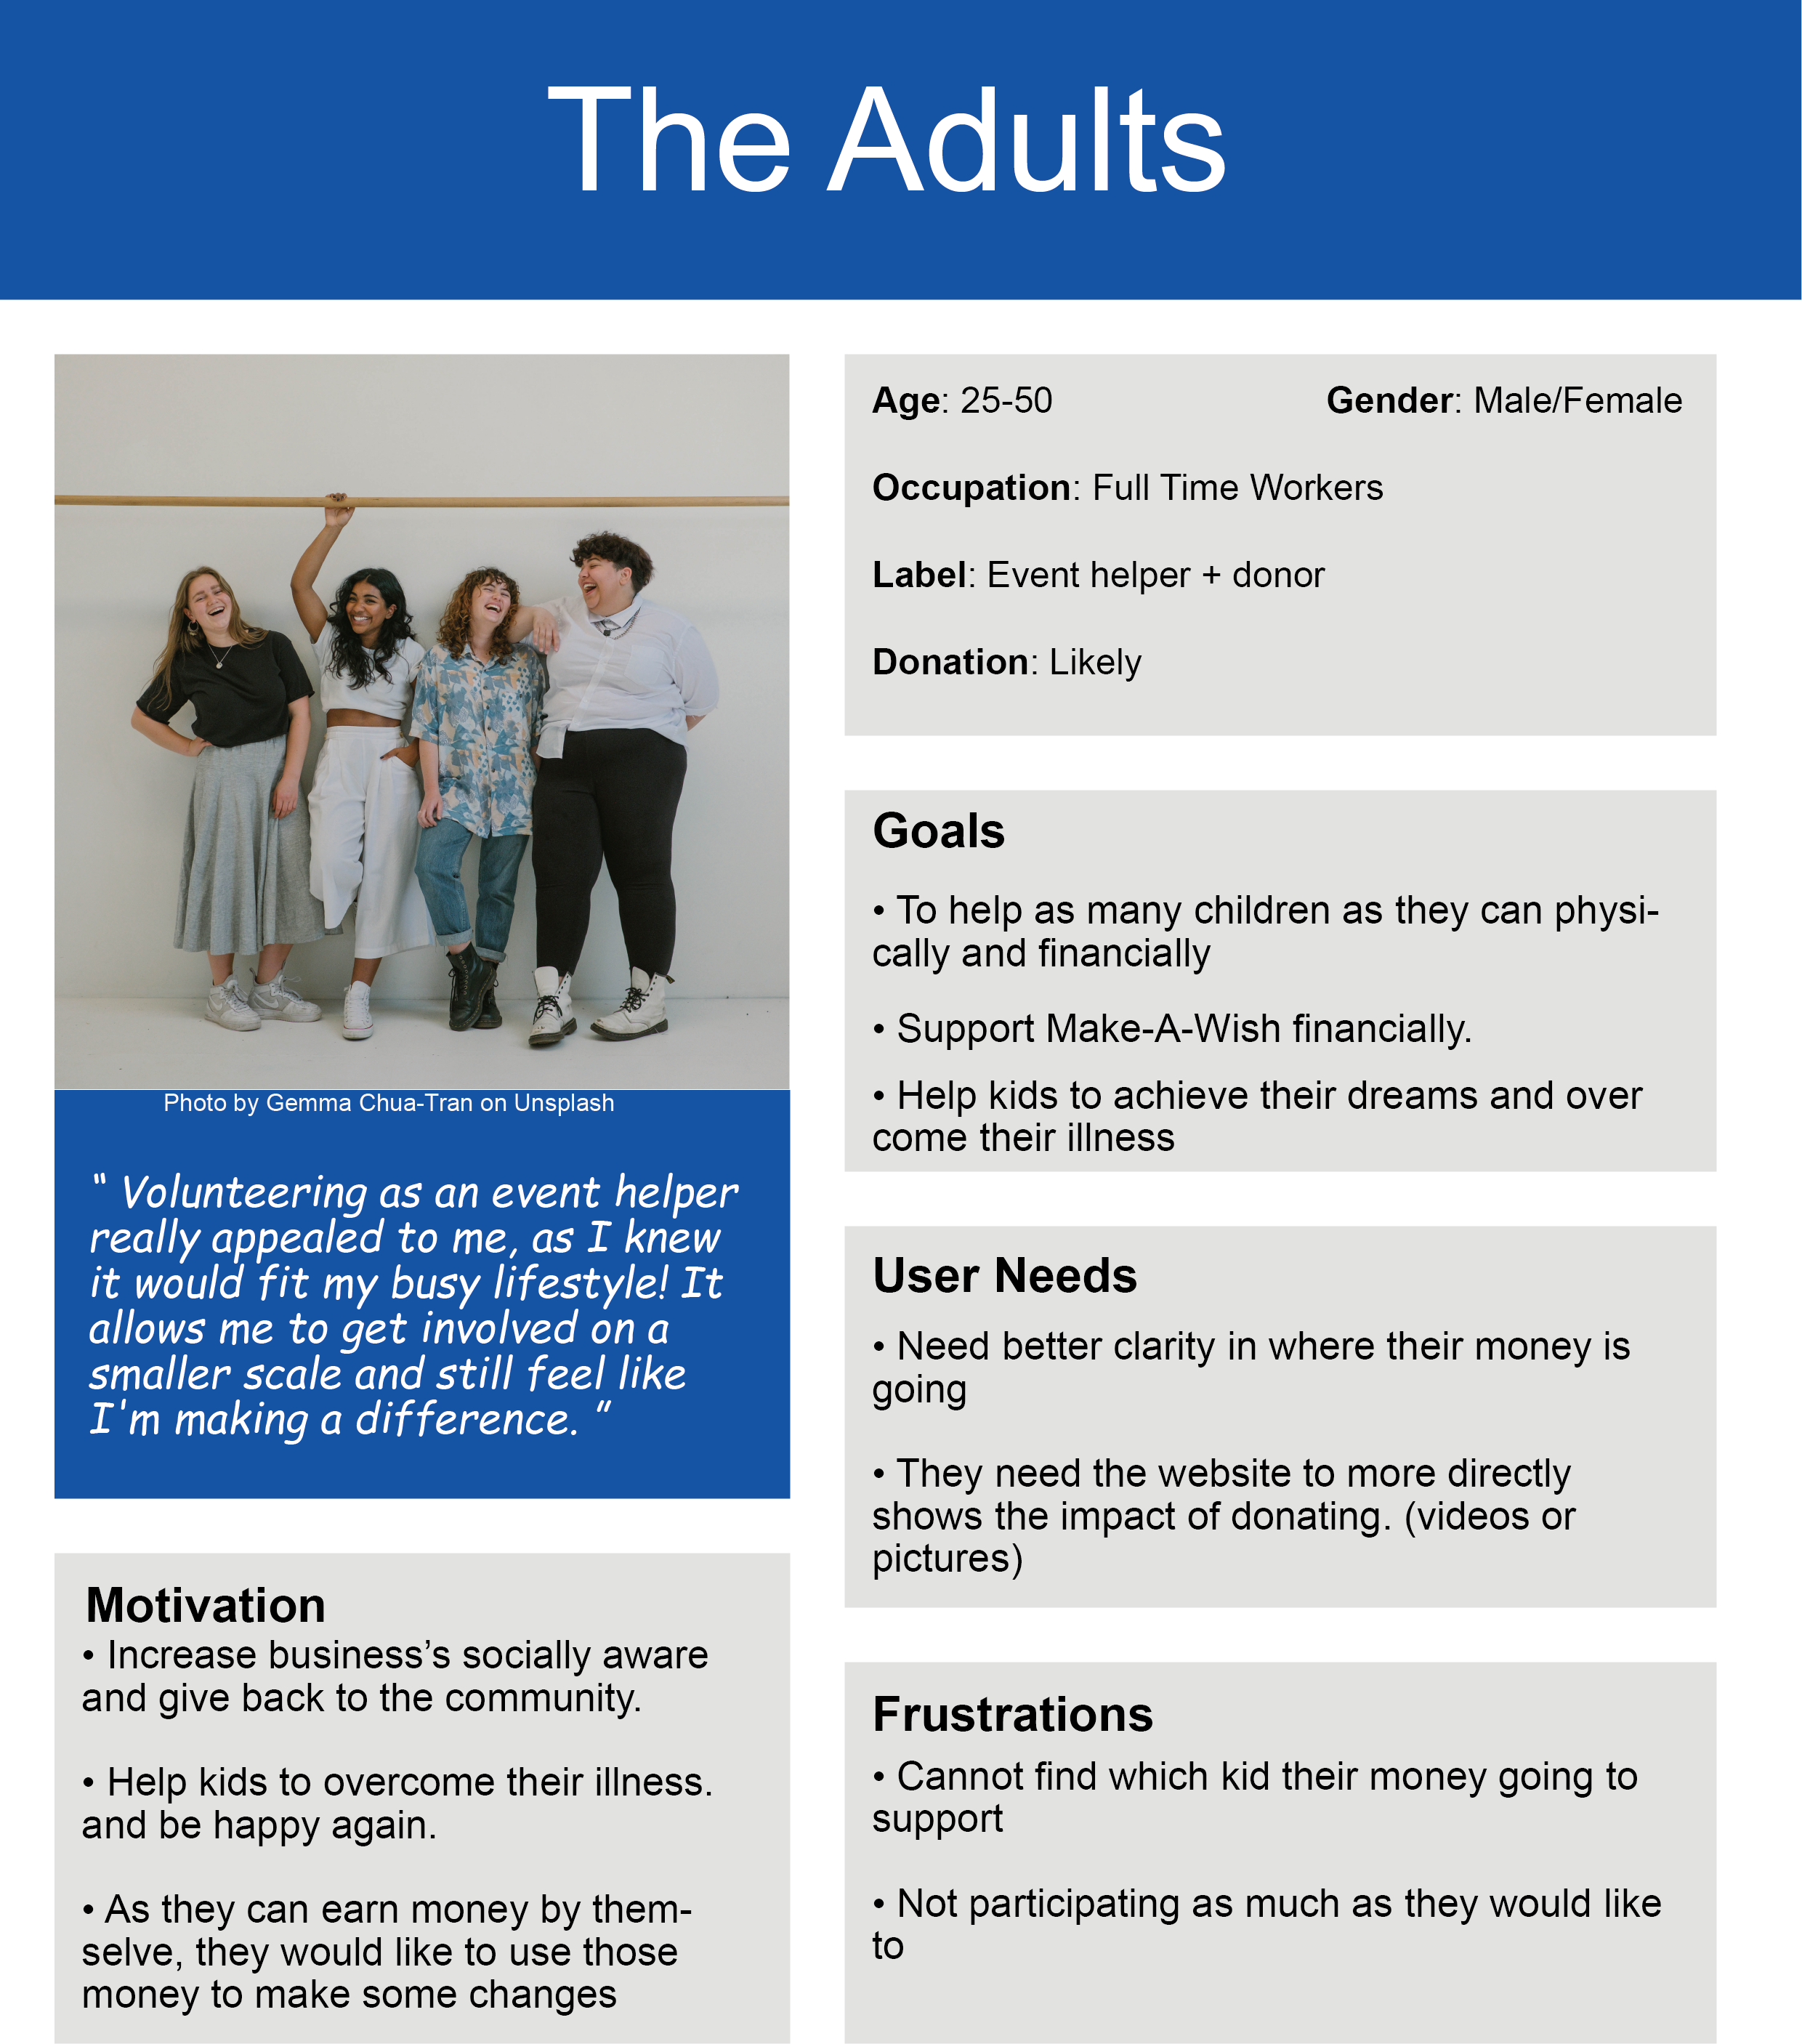 The Adults
Photo by Gemma Chua-Tran on Unsplash
“ Volunteering as an event helper
really appealed to me, as I knew
it would fit my busy lifestyle! It
allows me to get involved on a
smaller scale and still feel like
I'm making a difference. ”
Motivation
• Increase business’s socially aware
and give back to the community.
• Help kids to overcome their illness.
and be happy again.
• As they can earn money by them-
selve, they would like to use those
money to make some changes
Age: 25-50 Gender: Male/Female
Occupation: Full Time Workers
Label: Event helper + donor
Donation: Likely
Goals
• To help as many children as they can physi-
cally and financially
• Support Make-A-Wish financially.
• Help kids to achieve their dreams and over
come their illness
User Needs
• Need better clarity in where their money is
going
• They need the website to more directly
shows the impact of donating. (videos or
pictures)
Frustrations
• Cannot find which kid their money going to
support
• Not participating as much as they would like
to